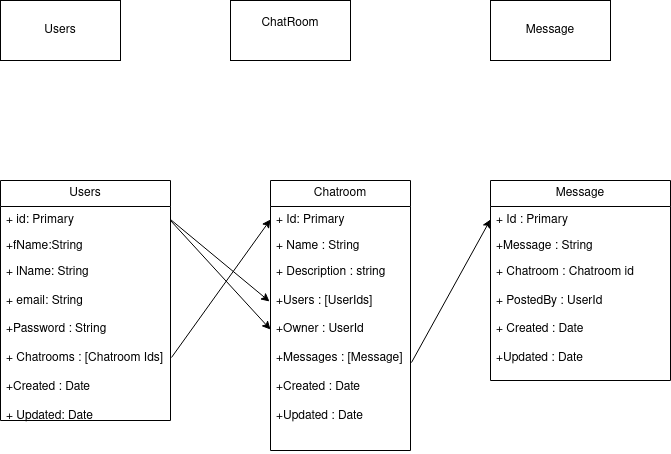 Users
ChatRoom
Message
Users
+ id: Primary
+fName:String
+ lName: String
+ email: String
+Password : String
+ Chatrooms : [Chatroom Ids]
+Created : Date
+ Updated: Date
Chatroom
+ Id: Primary
+ Name : String
+ Description : string
+Users : [UserIds]
+Owner : UserId
+Messages : [Message]
+Created : Date
+Updated : Date
Message
+ Id : Primary
+Message : String
+ Chatroom : Chatroom id
+ PostedBy : UserId
+ Created : Date
+Updated : Date